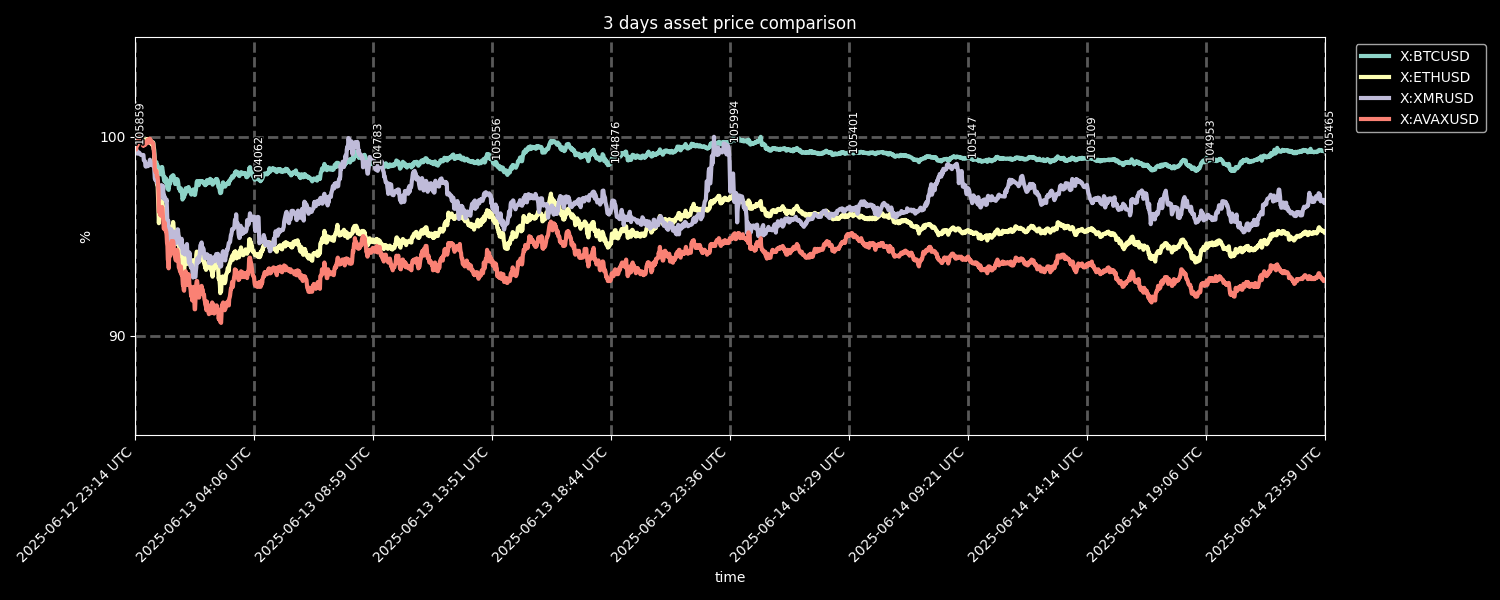 3 days asset price comparison
X:BTCUSD
X:ETHUSD
X:XMRUSD
X:AVAXUSD
100
90
%
105859
104062
104783
105056
104876
105994
105401
105147
105109
104953
105465
2025-06-12 23:14 UTC
2025-06-13 04:06 UTC
2025-06-13 08:59 UTC
2025-06-13 13:51 UTC
2025-06-13 18:44 UTC
2025-06-13 23:36 UTC
2025-06-14 04:29 UTC
2025-06-14 09:21 UTC
2025-06-14 14:14 UTC
2025-06-14 19:06 UTC
2025-06-14 23:59 UTC
time